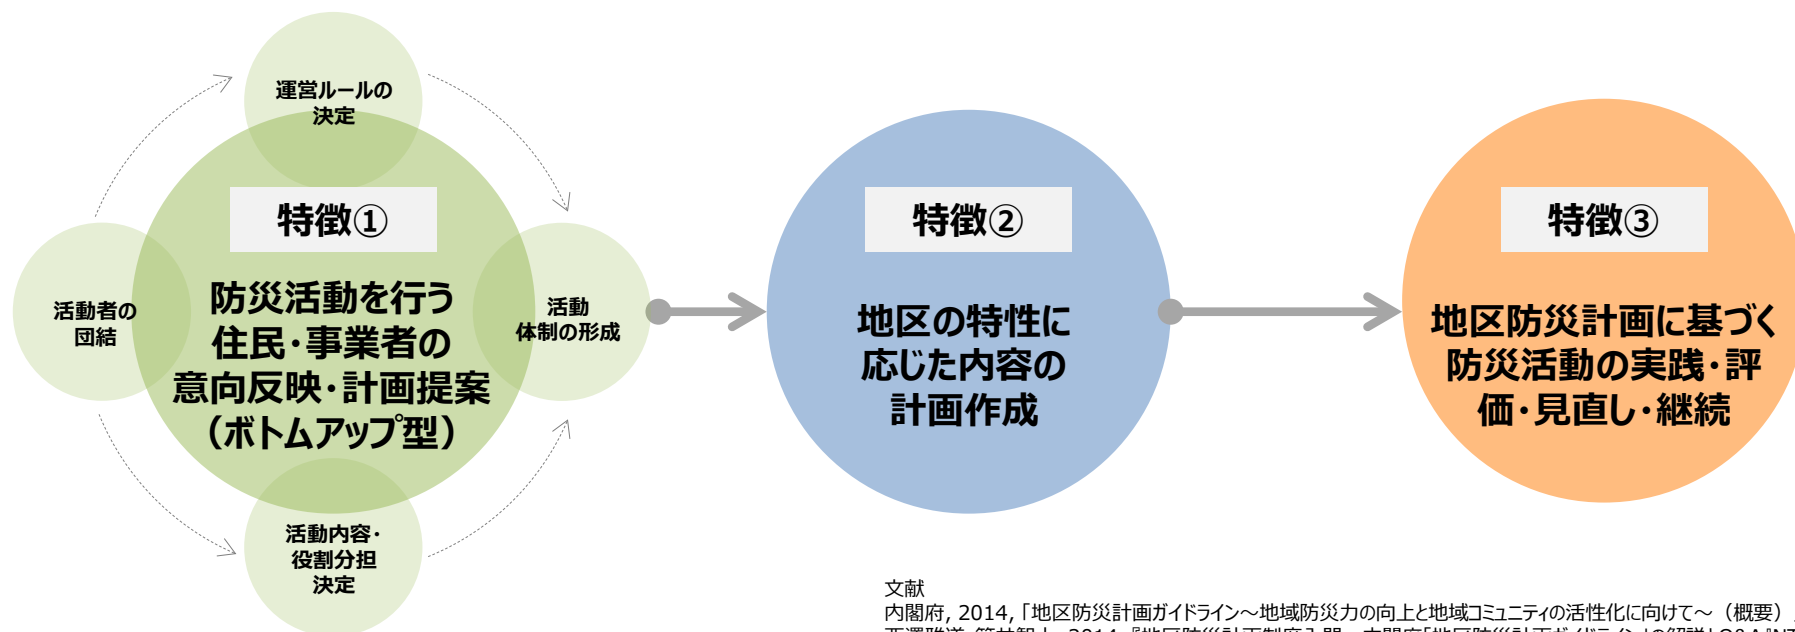 運営ルールの
決定
特徴①
防災活動を行う
住民・事業者の
意向反映・計画提案
（ボトムアップ型）
活動者の
団結
活動
体制の形成
活動内容・
役割分担
決定
特徴②
地区の特性に
応じた内容の
計画作成
特徴③
地区防災計画に基づく
防災活動の実践・評
価・見直し・継続
文献
内閣府, 2014, 「地区防災計画ガイドライン～地域防災力の向上と地域コミュニティの活性化に向けて～（概要）」